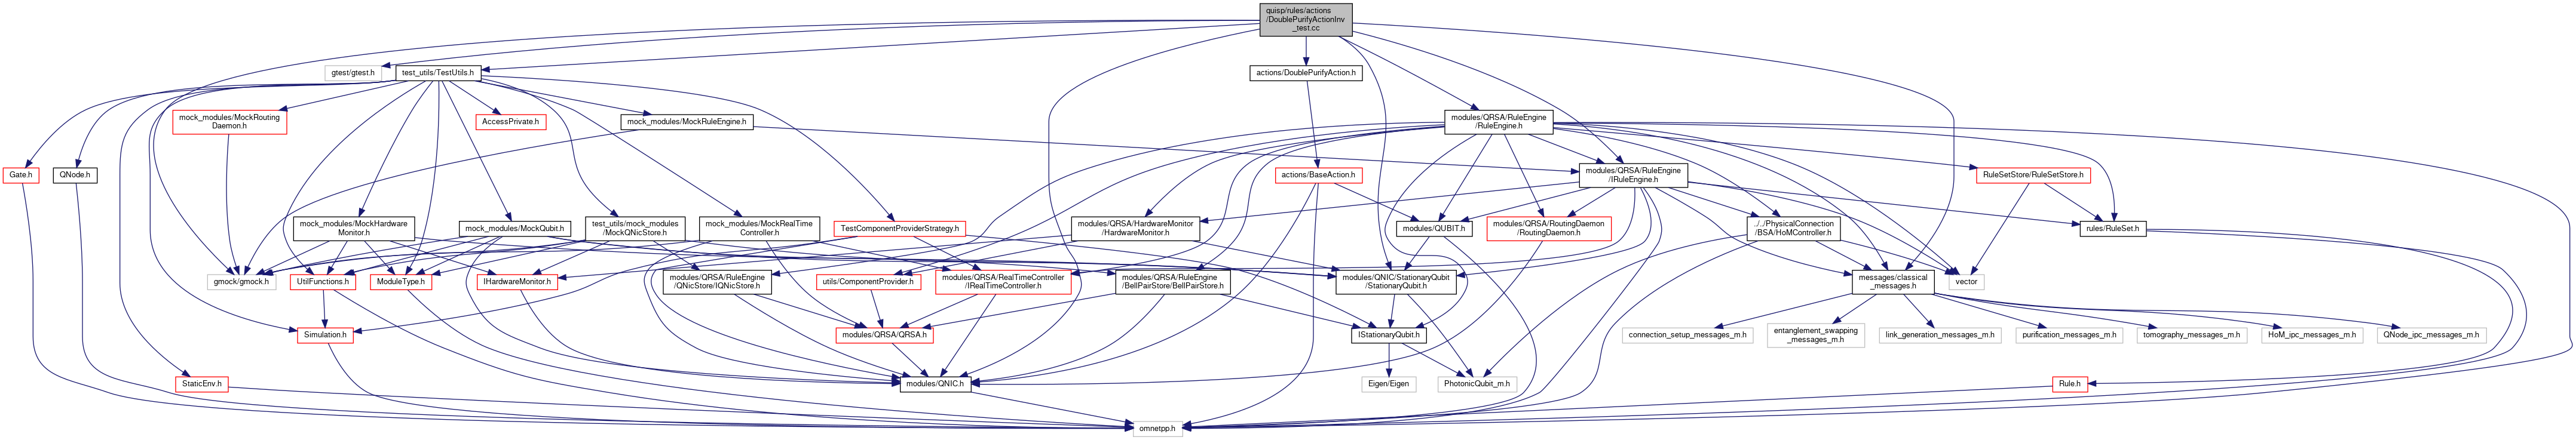 quisp/rules/actions
/DoublePurifyActionInv
_test.cc
gtest/gtest.h
test_utils/TestUtils.h
actions/DoublePurifyAction.h
mock_modules/MockRouting
Daemon.h
AccessPrivate.h
mock_modules/MockRuleEngine.h
modules/QRSA/RuleEngine
/RuleEngine.h
Gate.h
QNode.h
actions/BaseAction.h
modules/QRSA/RuleEngine
/IRuleEngine.h
RuleSetStore/RuleSetStore.h
mock_modules/MockHardware
Monitor.h
mock_modules/MockQubit.h
test_utils/mock_modules
/MockQNicStore.h
mock_modules/MockRealTime
Controller.h
TestComponentProviderStrategy.h
modules/QRSA/HardwareMonitor
/HardwareMonitor.h
modules/QUBIT.h
modules/QRSA/RoutingDaemon
/RoutingDaemon.h
././PhysicalConnection
/BSA/HoMController.h
rules/RuleSet.h
gmock/gmock.h
UtilFunctions.h
ModuleType.h
IHardwareMonitor.h
modules/QRSA/RuleEngine
/QNicStore/IQNicStore.h
utils/ComponentProvider.h
modules/QRSA/RealTimeController
/IRealTimeController.h
modules/QRSA/RuleEngine
/BellPairStore/BellPairStore.h
modules/QNIC/StationaryQubit
/StationaryQubit.h
messages/classical
_messages.h
vector
Simulation.h
modules/QRSA/QRSA.h
IStationaryQubit.h
connection_setup_messages_m.h
entanglement_swapping
_messages_m.h
link_generation_messages_m.h
purification_messages_m.h
tomography_messages_m.h
HoM_ipc_messages_m.h
QNode_ipc_messages_m.h
StaticEnv.h
modules/QNIC.h
Eigen/Eigen
PhotonicQubit_m.h
Rule.h
omnetpp.h